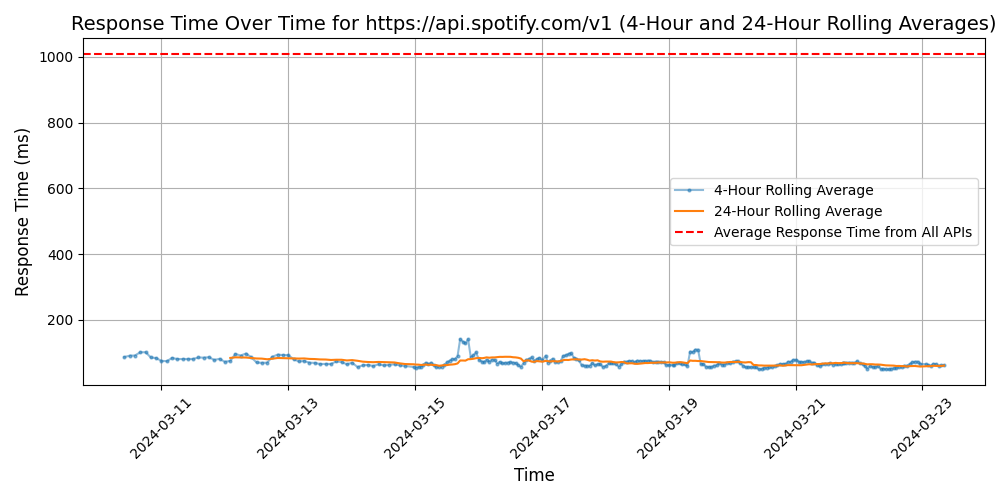 Response Time Over Time for https://api.spotify.com/v1 (4-Hour and 24-Hour Rolling Averages)
Response Time (ms)
1000
800
600
400
200
4-Hour Rolling Average
24-Hour Rolling Average
Average Response Time from All APIs
2024-03-11
2024-03-13
2024-03-15
2024-03-17
2024-03-19
2024-03-21
2024-03-23
Time